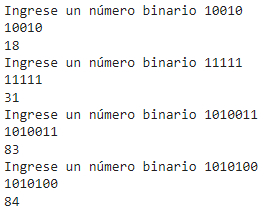 Ingrese un número binario 10010
10010
18
Ingrese un número binario 11111
11111
31
Ingrese un número binario 1010011
1010011
83
Ingrese un número binario 1010100
1010100
84